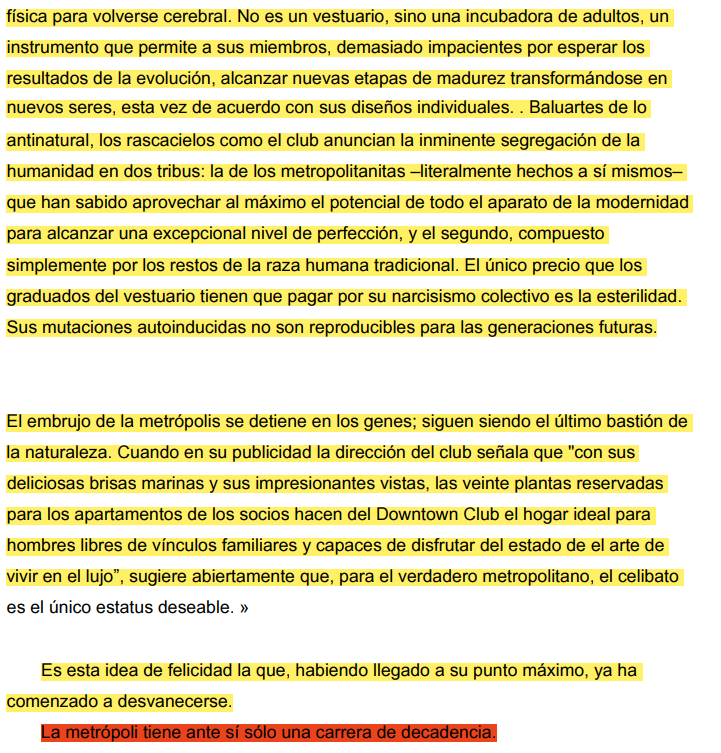 física para volverse cerebral. No es un vestuario, sino una incubadora de adultos, un
instrumento que permite a sus miembros, demasiado impacientes por esperar los
resultados de la evolución, alcanzar nuevas etapas de madurez transformándose en
nuevos seres, esta vez de acuerdo con sus diseños individuales. . Baluartes de lo
antinatural, los rascacielos como el club anuncian la inminente segregación de la
humanidad en dos tribus: la de los metropolitanitas –literalmente hechos a sí mismos–
que han sabido aprovechar al máximo el potencial de todo el aparato de la modernidad
para alcanzar una excepcional nivel de perfección, y el segundo, compuesto
simplemente por los restos de la raza humana tradicional. El único precio que los
graduados del vestuario tienen que pagar por su narcisismo colectivo es la esterilidad.
Sus mutaciones autoinducidas no son reproducibles para las generaciones futuras.
El embrujo de la metrópolis se detiene en los genes; siguen siendo el último bastión de
la naturaleza. Cuando en su publicidad la dirección del club señala que "con sus
deliciosas brisas marinas y sus impresionantes vistas, las veinte plantas reservadas
para los apartamentos de los socios hacen del Downtown Club el hogar ideal para
hombres libres de vínculos familiares y capaces de disfrutar del estado de el arte de
vivir en el lujo”, sugiere abiertamente que, para el verdadero metropolitano, el celibato
es el único estatus deseable. »
Es esta idea de felicidad la que, habiendo llegado a su punto máximo, ya ha
comenzado a desvanecerse.
La metrópoli tiene ante sí sólo una carrera de decadencia.